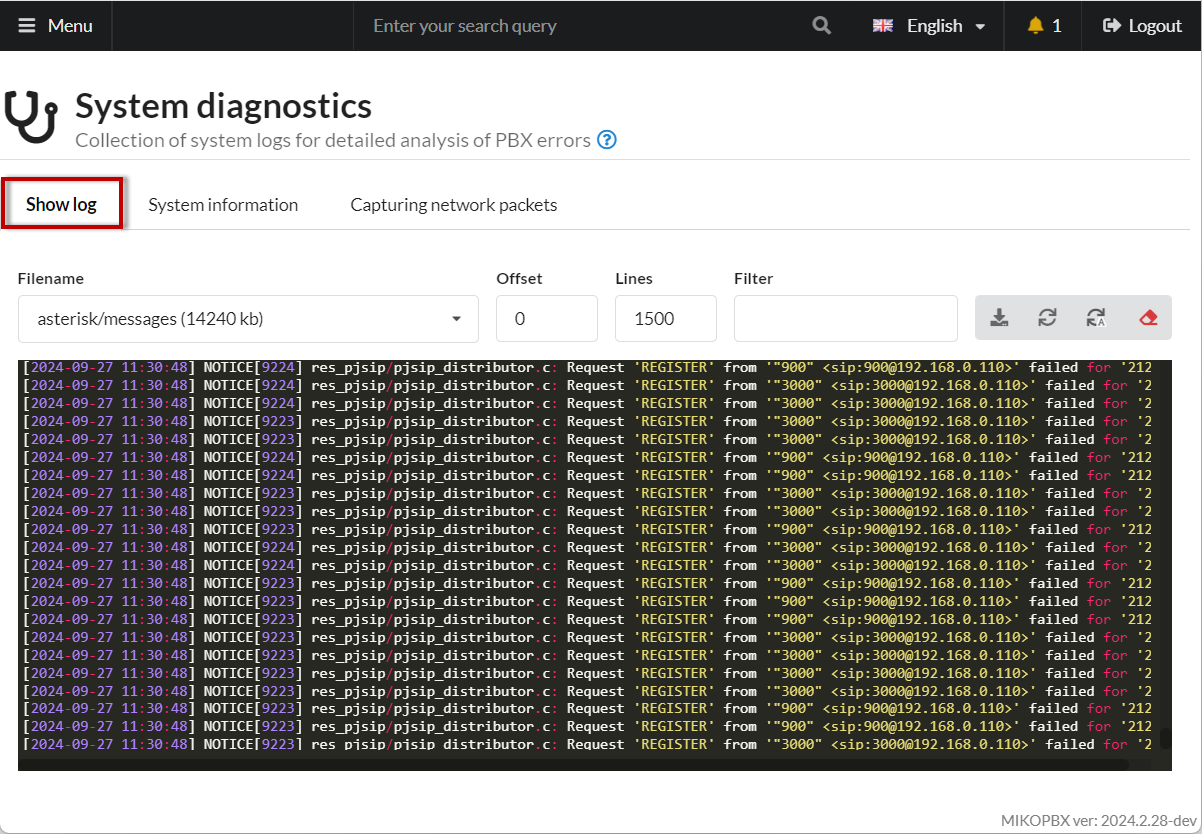 Menu
Enter your search query
English
1
Logout
System diagnostics
Collection of system logs for detailed analysis of PBX errors ?
Show log
System information
Capturing network packets
Filename
Offset
Lines
Filter
asterisk/messages (14240 kb)
0
1500
A
[2024-09-27 11:30:48] NOTICE[9224] res_pjsip/pjsip_distributor.c: Request 'REGISTER' from '"900" <sip:900@192.168.0.110>' failed for '212
[2024-09-27 11:30:48] NOTICE[9224] res_pjsip/pjsip_distributor.c: Request 'REGISTER' from '"3000" <sip:3000@192.168.0.110>' failed for '2
[2024-09-27 11:30:48] NOTICE[9224] res_pjsip/pjsip_distributor.c: Request 'REGISTER' from '"3000" <sip:3000@192.168.0.110>' failed for '2
[2024-09-27 11:30:48] NOTICE[9223] res_pjsip/pjsip_distributor.c: Request 'REGISTER' from '"3000" <sip:3000@192.168.0.110>' failed for '2
[2024-09-27 11:30:48] NOTICE[9223] res_pjsip/pjsip_distributor.c: Request 'REGISTER' from '"3000" <sip:3000@192.168.0.110>' failed for '2
[2024-09-27 11:30:48] NOTICE[9224] res_pjsip/pjsip_distributor.c: Request 'REGISTER' from '"900" <sip:900@192.168.0.110>' failed for '212
[2024-09-27 11:30:48] NOTICE[9224] res_pjsip/pjsip_distributor.c: Request 'REGISTER' from '"900" <sip:900@192.168.0.110>' failed for '212
[2024-09-27 11:30:48] NOTICE[9223] res_pjsip/pjsip_distributor.c: Request 'REGISTER' from '"3000" <sip:3000@192.168.0.110>' failed for '2
[2024-09-27 11:30:48] NOTICE[9223] res_pjsip/pjsip_distributor.c: Request 'REGISTER' from '"3000" <sip:3000@192.168.0.110>' failed for '2
[2024-09-27 11:30:48] NOTICE[9224] res_pjsip/pjsip_distributor.c: Request 'REGISTER' from '"900" <sip:900@192.168.0.110>' failed for '212
[2024-09-27 11:30:48] NOTICE[9224] res_pjsip/pjsip_distributor.c: Request 'REGISTER' from '"3000" <sip:3000@192.168.0.110>' failed for '2
[2024-09-27 11:30:48] NOTICE[9224] res_pjsip/pjsip_distributor.c: Request 'REGISTER' from '"3000" <sip:3000@192.168.0.110>' failed for '2
[2024-09-27 11:30:48] NOTICE[9223] res_pjsip/pjsip_distributor.c: Request 'REGISTER' from '"900" <sip:900@192.168.0.110>' failed for '212
[2024-09-27 11:30:48] NOTICE[9223] res_pjsip/pjsip_distributor.c: Request 'REGISTER' from '"900" <sip:900@192.168.0.110>' failed for '212
[2024-09-27 11:30:48] NOTICE[9223] res_pjsip/pjsip_distributor.c: Request 'REGISTER' from '"900" <sip:900@192.168.0.110>' failed for '212
[2024-09-27 11:30:48] NOTICE[9223] res_pjsip/pjsip_distributor.c: Request 'REGISTER' from '"3000" <sip:3000@192.168.0.110>' failed for '2
[2024-09-27 11:30:48] NOTICE[9223] res_pjsip/pjsip_distributor.c: Request 'REGISTER' from '"3000" <sip:3000@192.168.0.110>' failed for '2
[2024-09-27 11:30:48] NOTICE[9223] res_pjsip/pjsip_distributor.c: Request 'REGISTER' from '"3000" <sip:3000@192.168.0.110>' failed for '2
[2024-09-27 11:30:48] NOTICE[9223] res_pjsip/pjsip_distributor.c: Request 'REGISTER' from '"3000" <sip:3000@192.168.0.110>' failed for '2
[2024-09-27 11:30:48] NOTICE[9223] res_pjsip/pjsip_distributor.c: Request 'REGISTER' from '"900" <sip:900@192.168.0.110>' failed for '212
[2024-09-27 11:30:48] NOTICE[9223] res_pjsip/pjsip_distributor.c: Request 'REGISTER' from '"900" <sip:900@192.168.0.110>' failed for '212
[2024-09-27 11:30:48] NOTICE[9223] res_pjsip/pjsip_distributor.c: Request 'REGISTER' from '"3000" <sip:3000@192.168.0.110>' failed for '2
MIKOPBX ver: 2024.2.28-dev